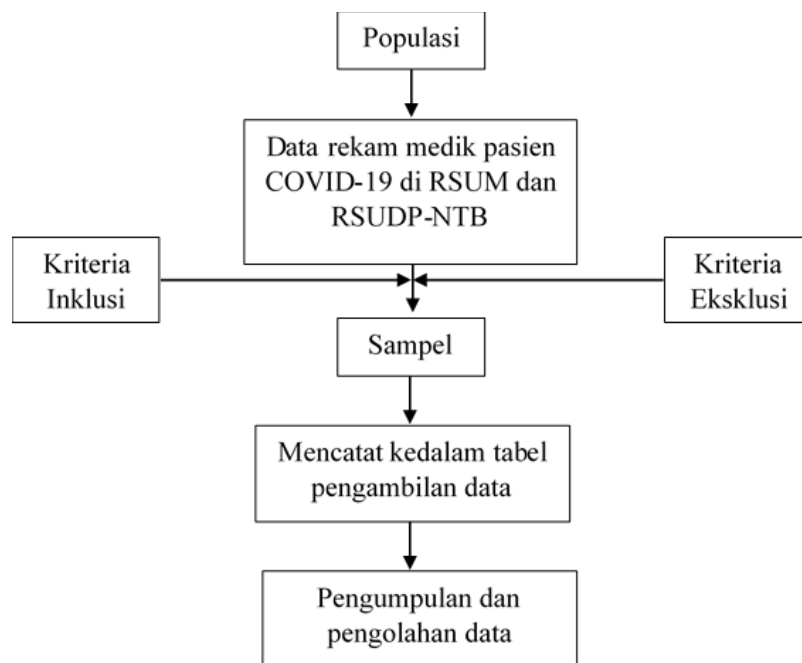 Populasi
Data rekam medik pasien
COVID-19 di RSUM dan
RSUDP-NTB
Kriteria
Inklusi
Kriteria
Eksklusi
Sampel
Mencatat kedalam tabel
pengambilan data
Pengumpulan dan
pengolahan data